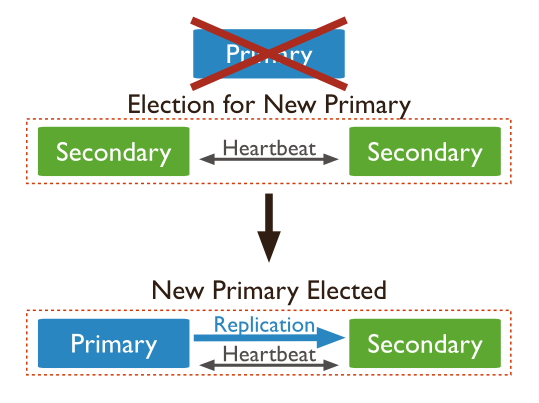 Primary
Election for New Primary
Secondary
Heartbeat
Secondary
New Primary Elected
Primary
Replication
Heartbeat
Secondary